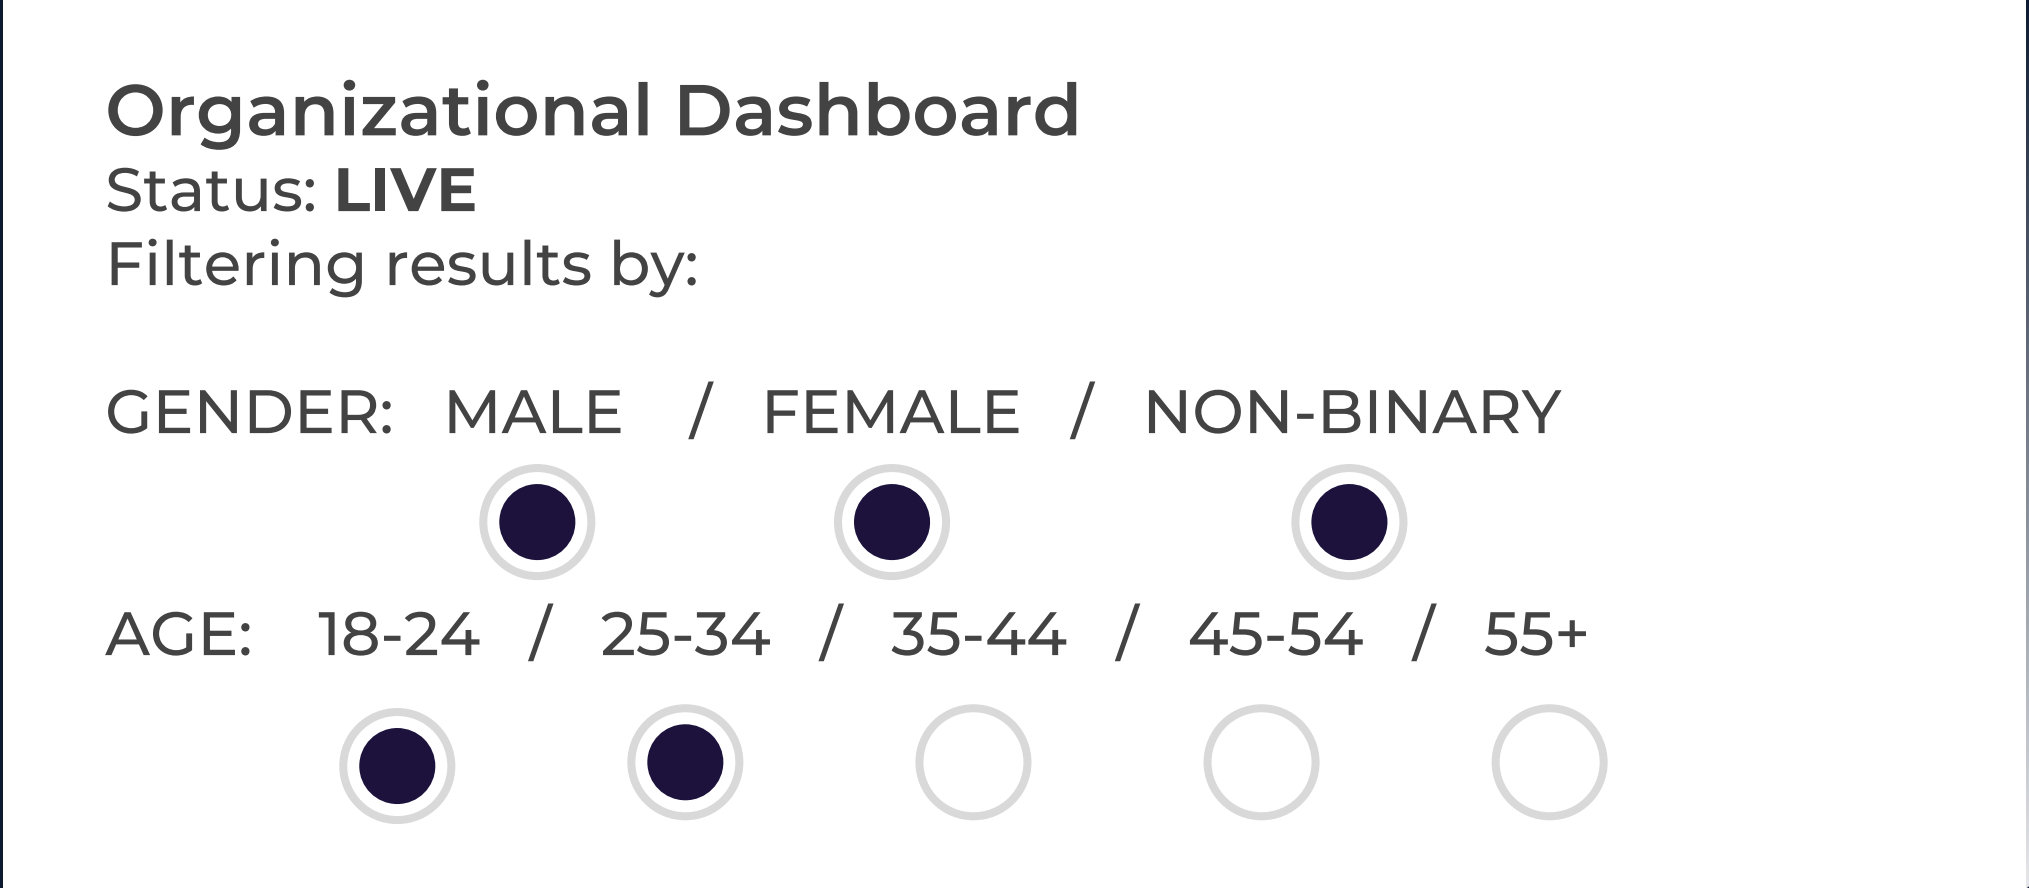 Organizational Dashboard
Status: LIVE
Filtering results by:
GENDER: MALE / FEMALE / NON-BINARY
AGE: 18-24 / 25-34 / 35-44 / 45-54 / 55+